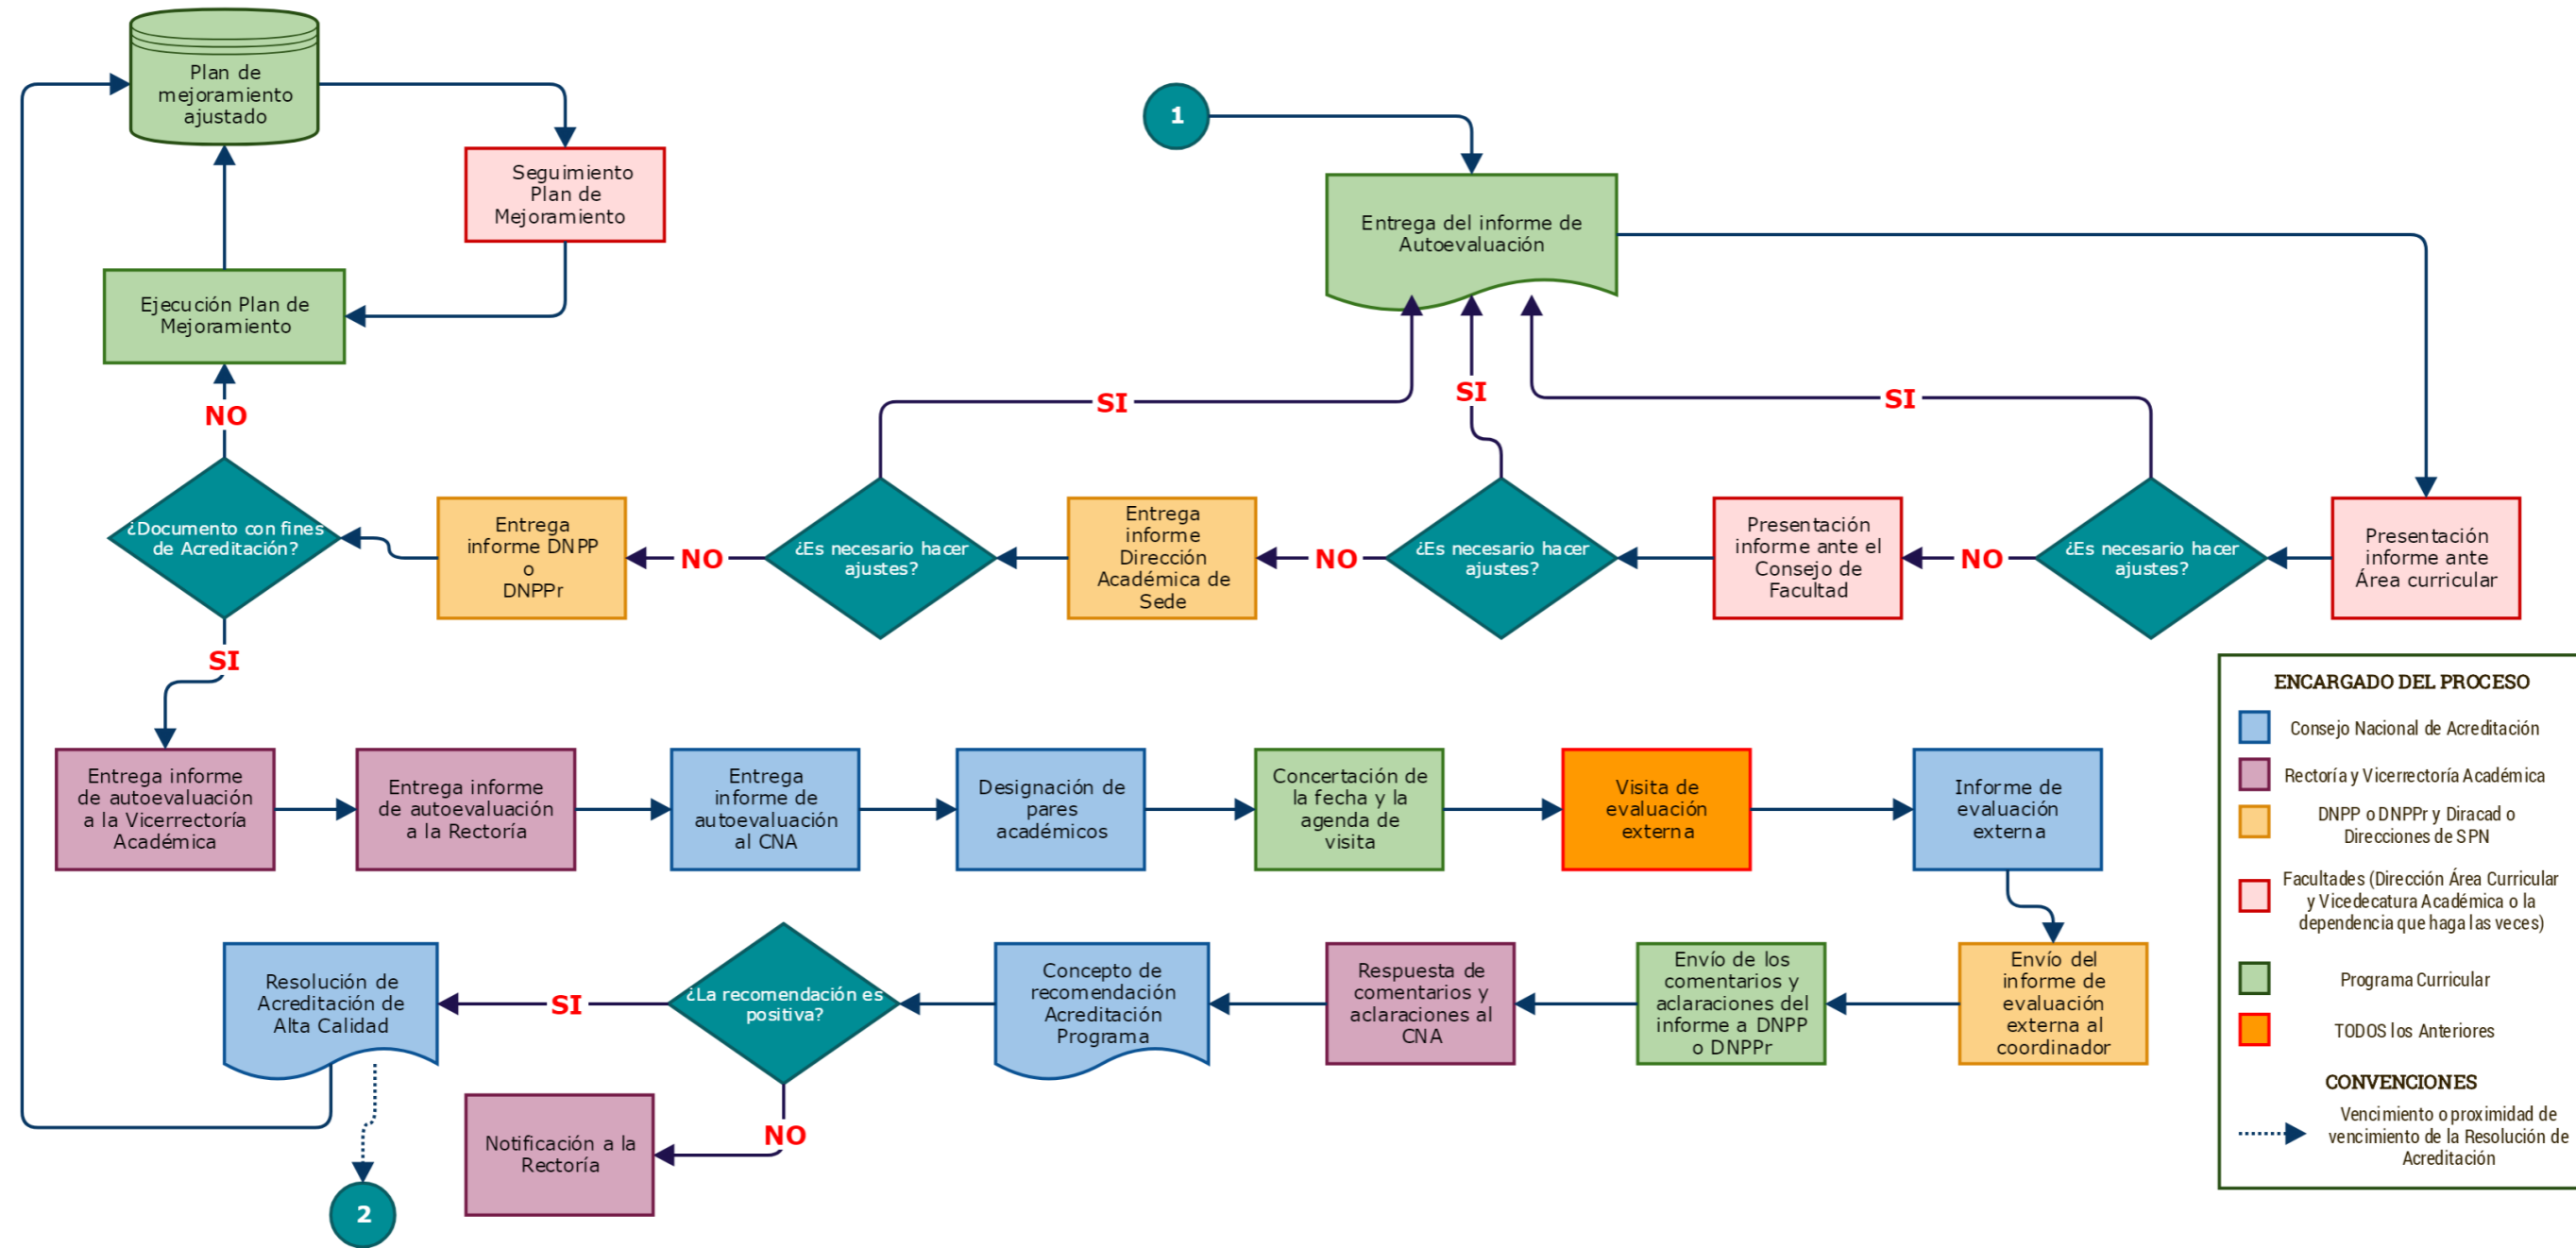 Plan de
mejoramiento
ajustado
1
Seguimiento
Plan de
Mejoramiento
Entrega del informe de
Autoevaluación
Ejecución Plan de
Mejoramiento
NO
SI
SI
SI
¿Documento con fines
de Acreditación?
Entrega
informe DNPP
o
DNPPr
NO
¿Es necesario hacer
ajustes?
Entrega
informe
Dirección
Académica de
Sede
NO
¿Es necesario hacer
ajustes?
Presentación
informe ante el
Consejo de
Facultad
NO
¿Es necesario hacer
ajustes?
Presentación
informe ante
Área curricular
SI
Entrega informe
de autoevaluación
a la Vicerrectoría
Académica
Entrega informe
de autoevaluación
a la Rectoría
Entrega
informe de
autoevaluación
al CNA
Designación de
pares
académicos
Concertación de
la fecha y la
agenda de
visita
Visita de
evaluación
externa
Informe de
evaluación
externa
Resolución de
Acreditación de
Alta Calidad
SI
¿La recomendación es
positiva?
Concepto de
recomendación
Acreditación
Programa
Respuesta de
comentarios y
aclaraciones al
CNA
Envío de los
comentarios y
aclaraciones del
informe a DNPP
o DNPPr
Envío del
informe de
evaluación
externa al
coordinador
NO
Notificación a la
Rectoría
2
ENCARGADO DEL PROCESO
Consejo Nacional de Acreditación
Rectoría y Vicerrectoría Académica
DNPP o DNPPr y Diracad o
Direcciones de SPN
Facultades (Dirección Área Curricular
y Vicedecatura Académica o la
dependencia que haga las veces)
Programa Curricular
TODOS los Anteriores
CONVENCIONES
Vencimiento o proximidad de
vencimiento de la Resolución de
Acreditación